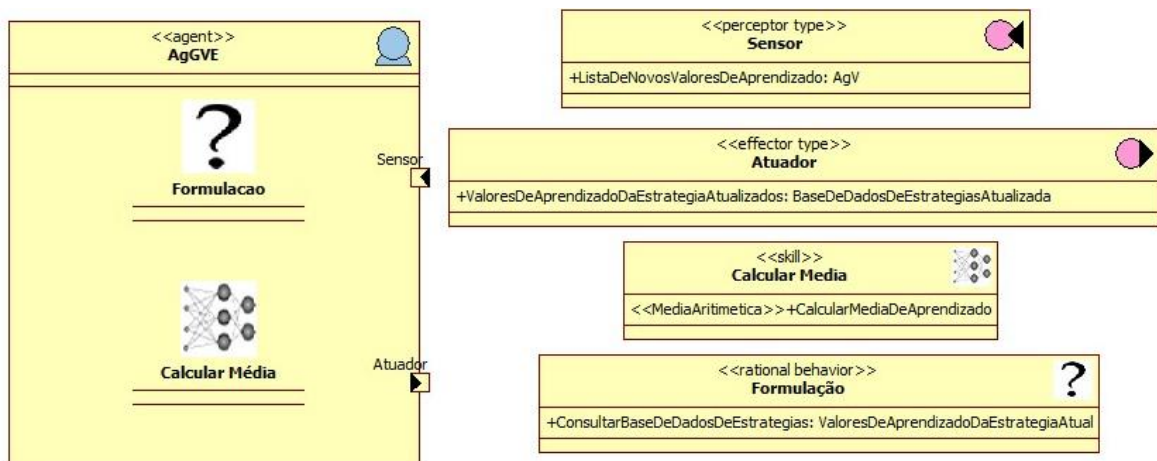 <<agent>>
AgGVE
Formulacao
Sensor
Calcular Média
Atuador
<<perceptor type>>
Sensor
+ListaDeNovosValoresDeAprendizado: AgV
<<effector type>>
Atuador
+ValoresDeAprendizadoDaEstrategiaAtualizados: BaseDeDadosDeEstrategiasAtualizada
<<skill>>
Calcular Media
<<MediaAritimetica>>+CalcularMediaDeAprendizado
<<rational behavior>>
Formulação
+ConsultarBaseDeDadosDeEstrategias: ValoresDeAprendizadoDaEstrategiaAtual